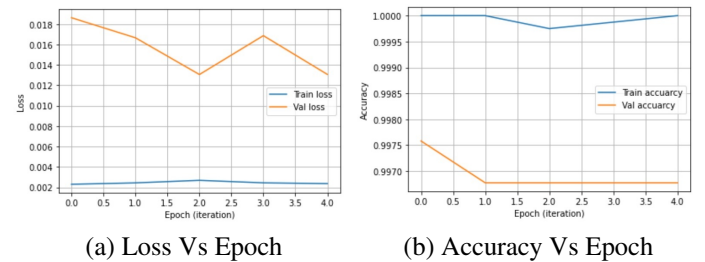 0.018
0.016
0.014
0.012
0.010
0.008
0.006
0.004
0.002
Loss
Train loss
Val loss
0.0 0.5 1.0 1.5 2.0 2.5 3.0 3.5 4.0
Epoch (iteration)
(a) Loss Vs Epoch
1.0000
0.9995
0.9990
0.9985
0.9980
0.9975
0.9970
Accuracy
Train accuarcy
Val accuarcy
0.0 0.5 1.0 1.5 2.0 2.5 3.0 3.5 4.0
Epoch (iteration)
(b) Accuracy Vs Epoch